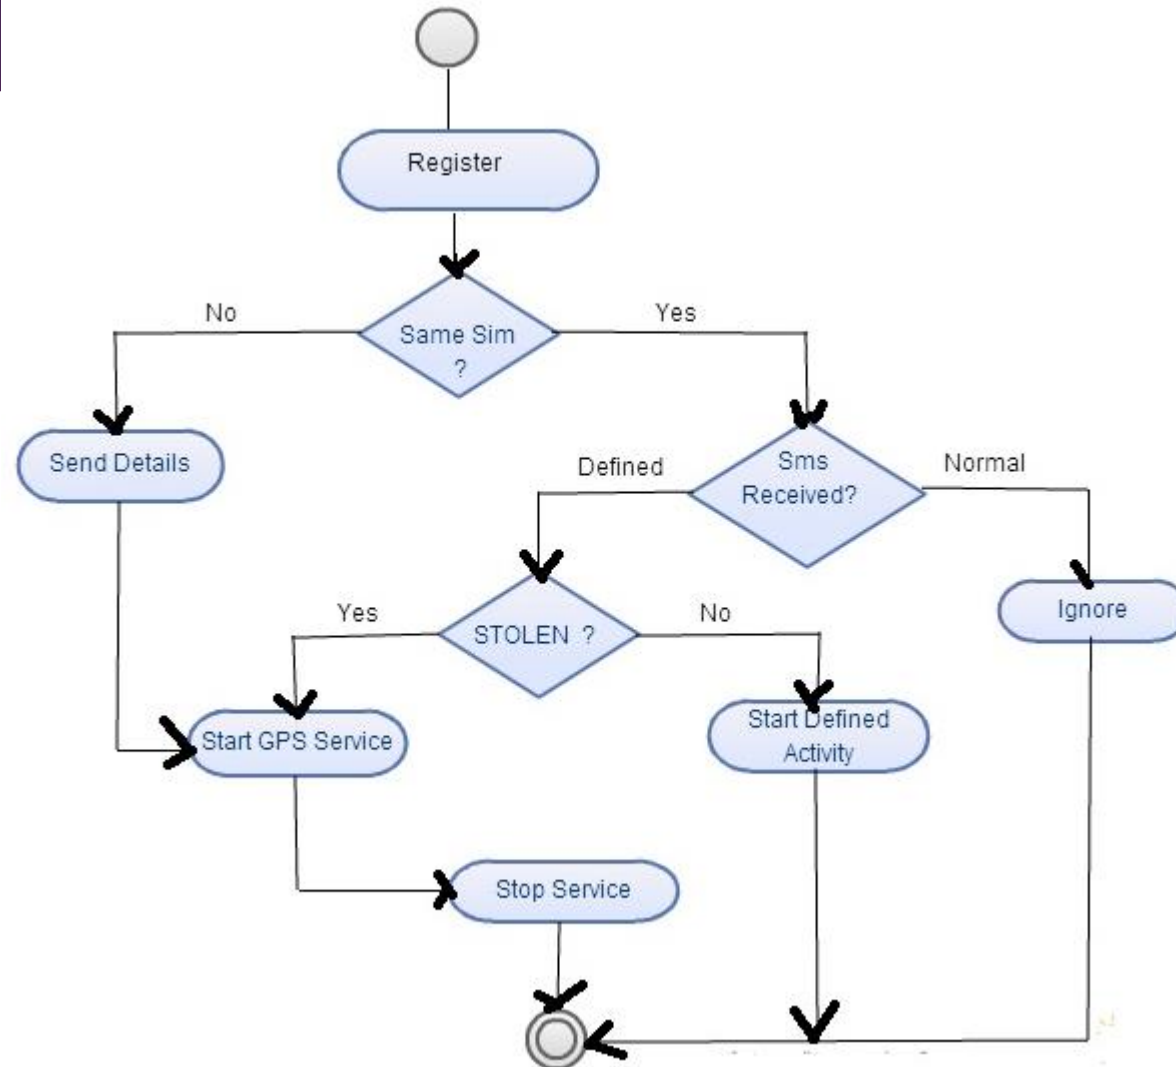 Register
No
Yes
Same Sim
?
Send Details
Defined
Sms
Received?
Normal
Yes
STOLEN ?
No
Ignore
Start GPS Service
Start Defined
Activity
Stop Service